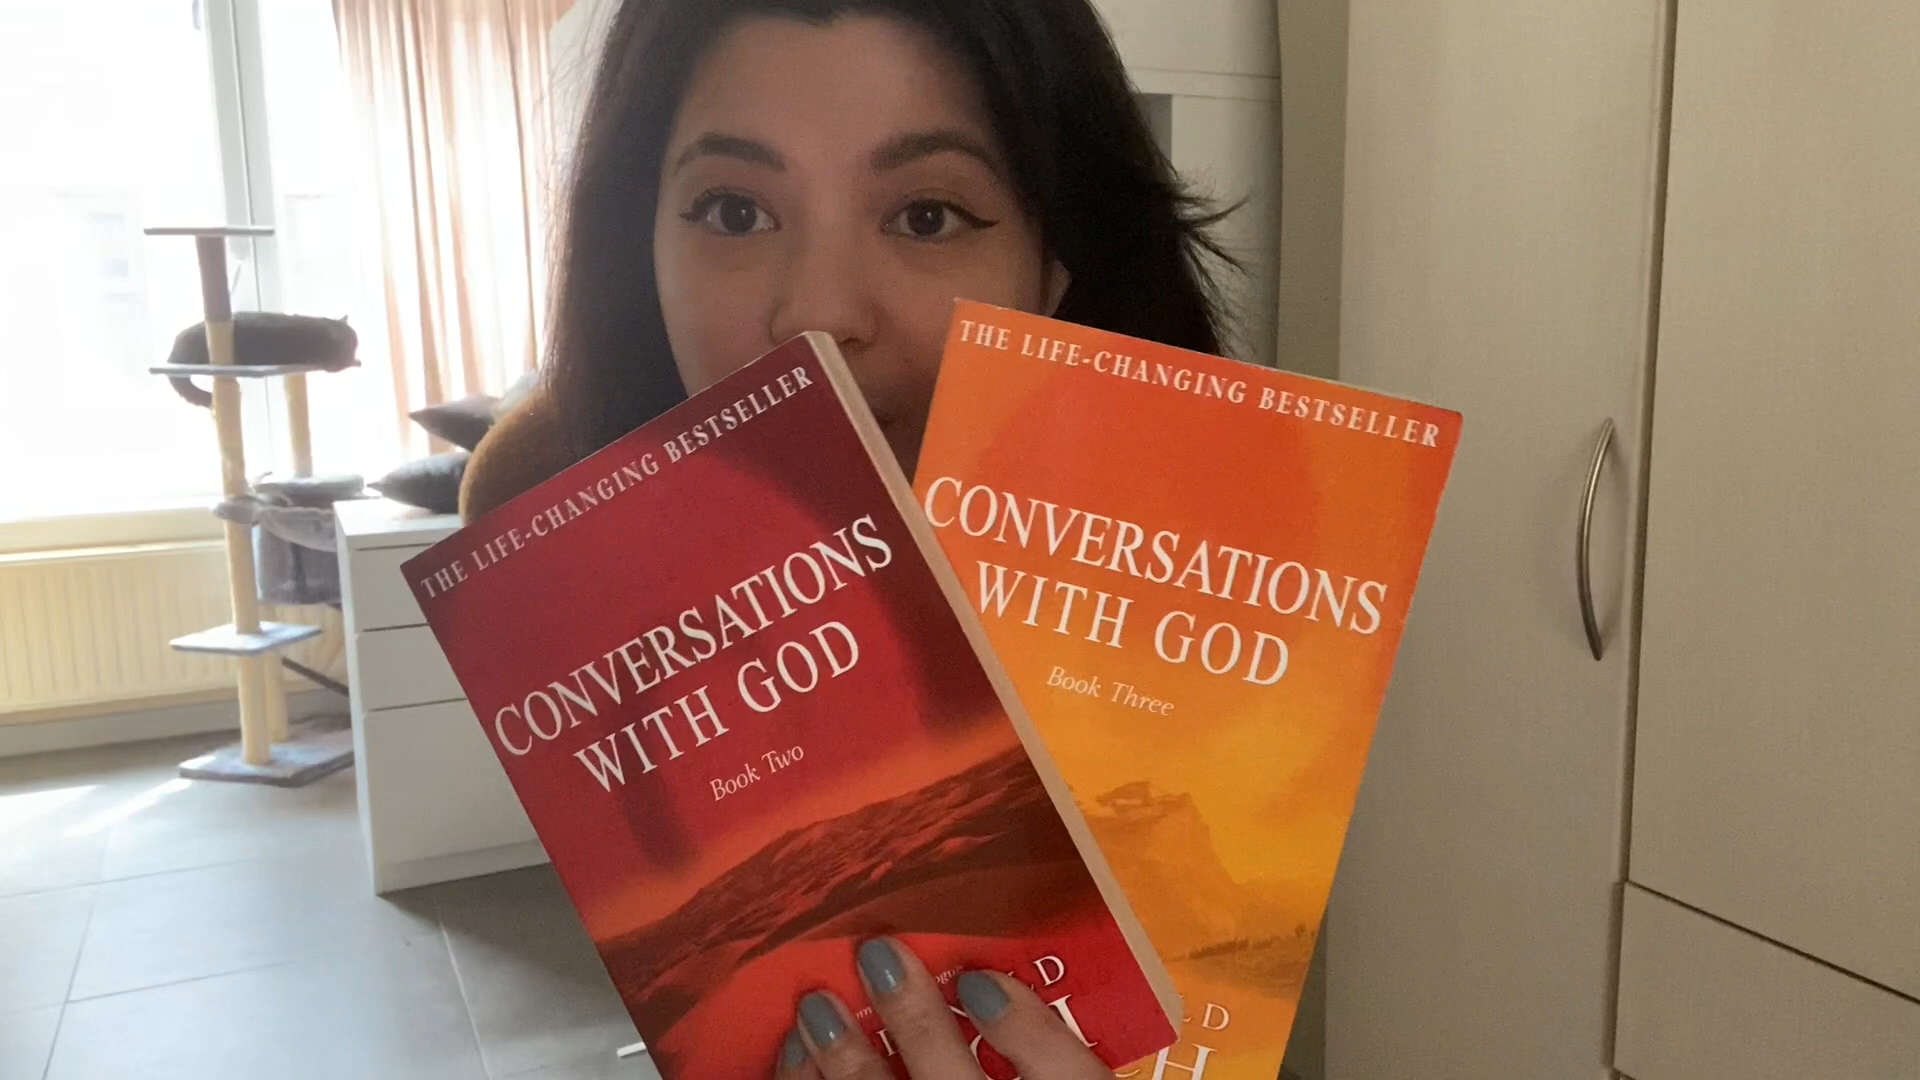 THE LIFE-CHANGING BESTSELLER
CONVERSATIONS
WITH GOD
Book Two
THE LIFE-CHANGING BESTSELLER
CONVERSATIONS
WITH GOD
Book Three